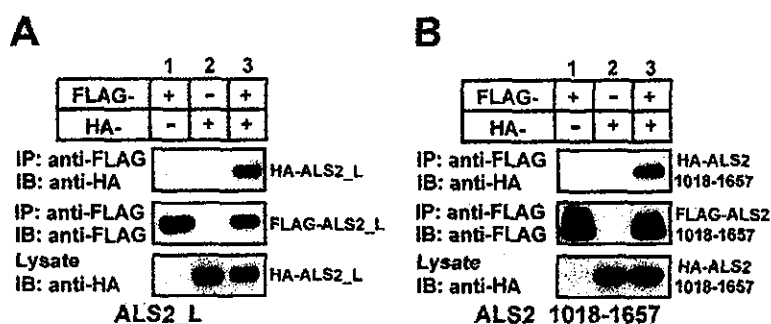 A
1 2 3
FLAG- + - +
HA- - + +
IP: anti-FLAG
IB: anti-HA
HA-ALS2_L
IP: anti-FLAG
IB: anti-FLAG
FLAG-ALS2_L
Lysate
IB: anti-HA
HA-ALS2_L
ALS2_L
B
1 2 3
FLAG- + - +
HA- - + +
IP: anti-FLAG
IB: anti-HA
HA-ALS2
1018-1657
IP: anti-FLAG
IB: anti-FLAG
FLAG-ALS2
1018-1657
Lysate
IB: anti-HA
HA-ALS2
1018-1657
ALS2_1018-1657